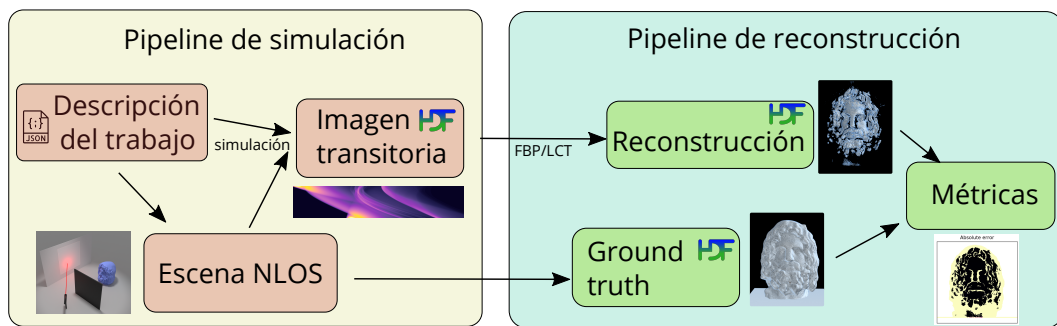 Pipeline de simulación
Descripción
del trabajo
{;}
JSON
simulación
Imagen HDF
transitoria
Escena NLOS
Pipeline de reconstrucción
FBP/LCT
HDF
Reconstrucción
Ground HDF
truth
Métricas
Absolute error